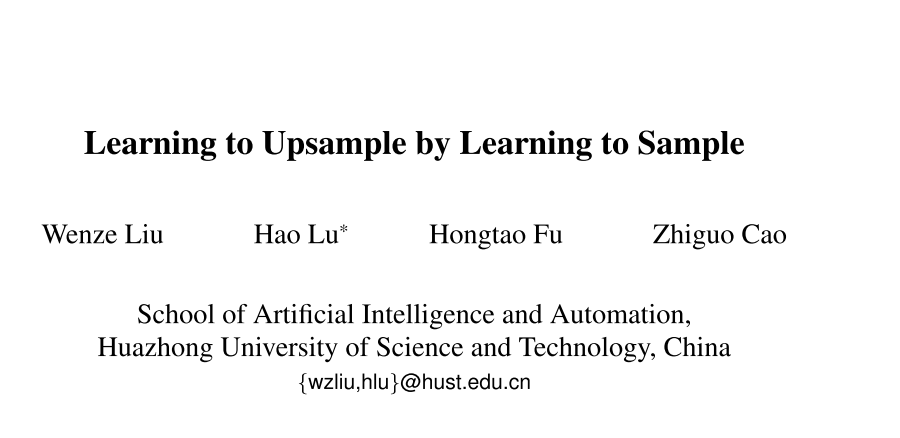 Learning to Upsample by Learning to Sample
Wenze Liu Hao Lu* Hongtao Fu Zhiguo Cao
School of Artificial Intelligence and Automation,
Huazhong University of Science and Technology, China
{wzliu,hlu}@hust.edu.cn